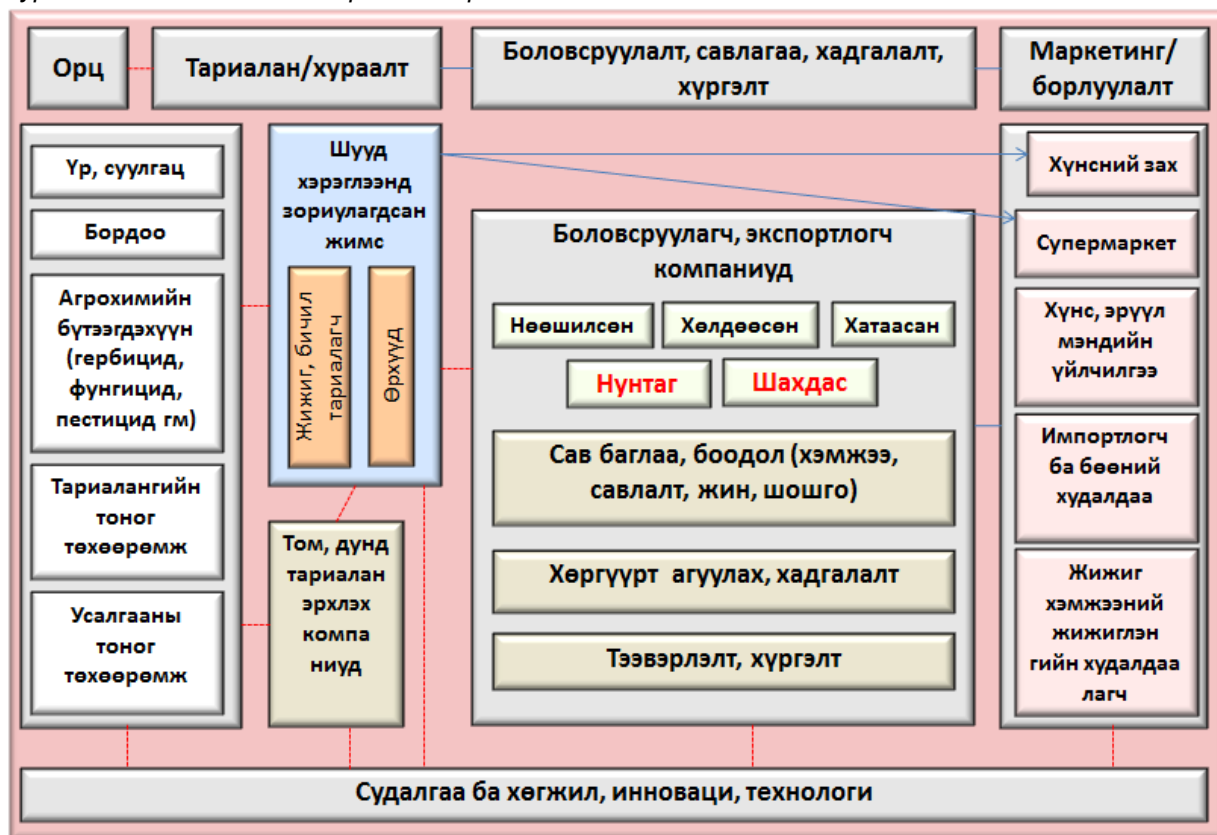 Орц
Тариалан/хураалт
Боловсруулалт, савлагаа, хадгалалт,
хүргэлт
Маркетинг/
борлуулалт
Үр, суулгац
Бордоо
Агрохимийн
бүтээгдэхүүн
(гербицид,
фунгицид,
пестицид гм)
Тариалангийн
тоног
төхөөрөмж
Усалгааны
тоног
төхөөрөмж
Шууд
хэрэглээнд
зориулагдсан
жимс
Жижиг, бичил
тариалагч
Өрхүүд
Том, дунд
тариалан
эрхлэх
компа
ниуд
Боловсруулагч, экспортлогч
компаниуд
Нөөшилсөн
Хөлдөөсөн
Хатаасан
Нунтаг
Шахдас
Сав баглаа, боодол (хэмжээ,
савлалт, жин, шошго)
Хөргүүрт агуулах, хадгалалт
Тээвэрлэлт, хүргэлт
Хүнсний зах
Супермаркет
Хүнс, эрүүл
мэндийн
үйлчилгээ
Импортлогч
ба бөөний
худалдаа
Жижиг
хэмжээний
жижиглэн
гийн худалдаа
лагч
Судалгаа ба хөгжил, инноваци, технологи